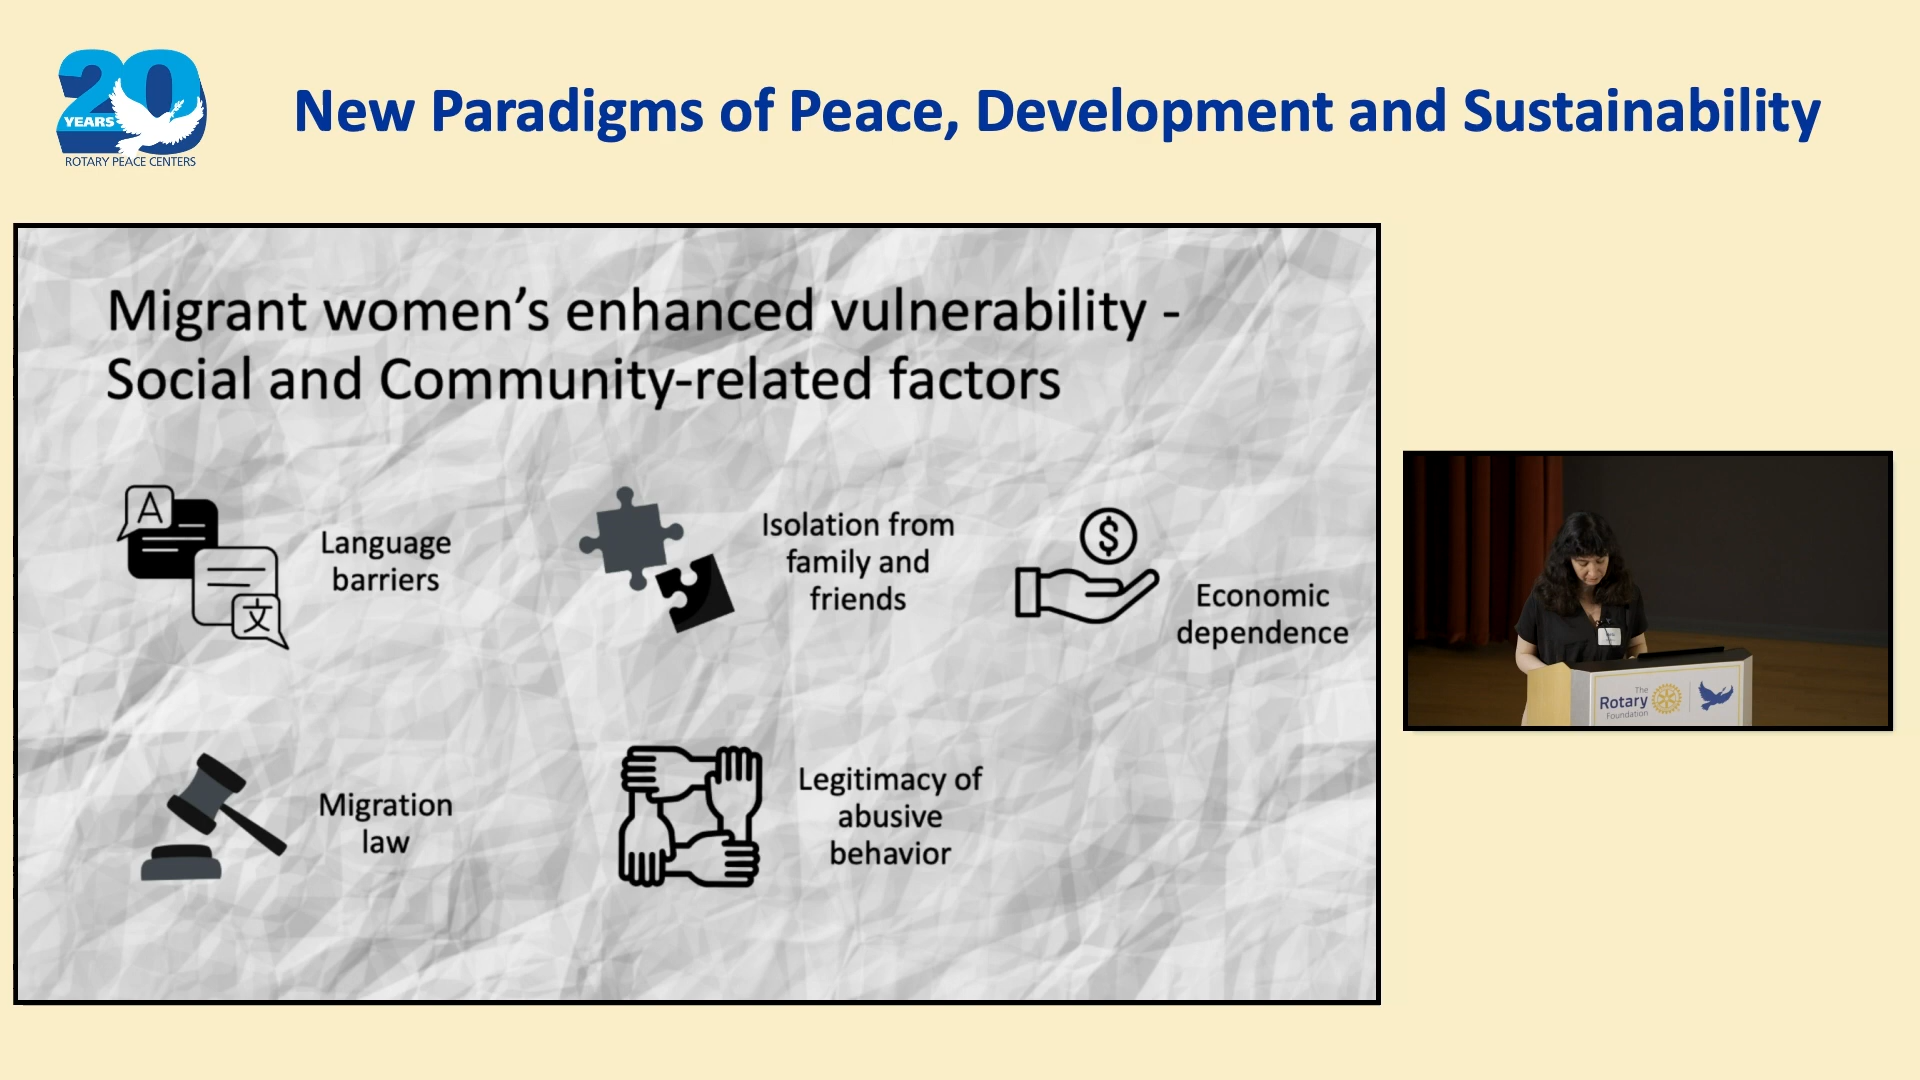 20
YEARS
ROTARY PEACE CENTERS
New Paradigms of Peace, Development and Sustainability
Migrant women’s enhanced vulnerability -
Social and Community-related factors
A
文
Language
barriers
Isolation from
family and
friends
$
Economic
dependence
Migration
law
Legitimacy of
abusive
behavior
The
Rotary
Foundation